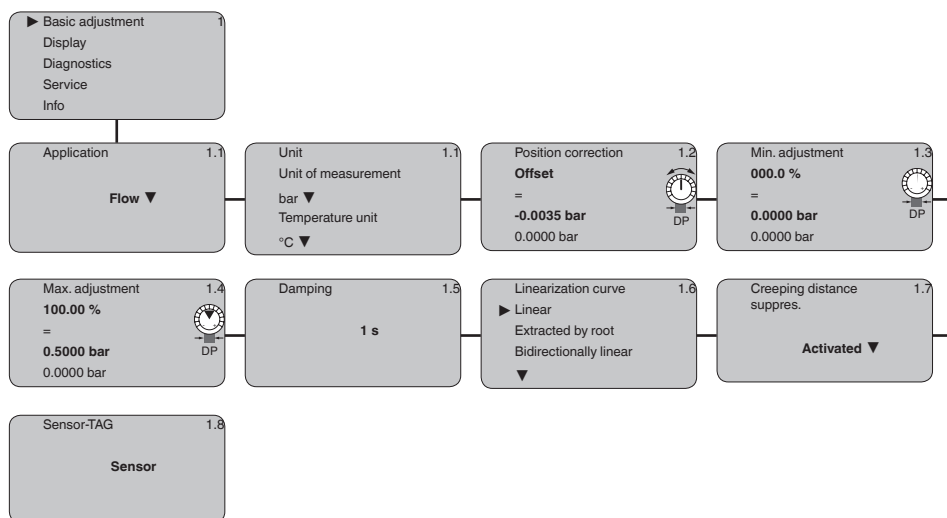 ▶ Basic adjustment 1
Display
Diagnostics
Service
Info
Application 1.1
Flow ▼
Unit 1.1
Unit of measurement
bar ▼
Temperature unit
°C ▼
Position correction 1.2
Offset
=
-0.0035 bar
0.0000 bar
DP
Min. adjustment 1.3
000.0 %
=
0.0000 bar
0.0000 bar
DP
Max. adjustment 1.4
100.00 %
=
0.5000 bar
0.0000 bar
DP
Damping 1.5
1 s
Linearization curve 1.6
▶ Linear
Extracted by root
Bidirectionally linear
▼
Creeping distance 1.7
suppres.
Activated ▼
Sensor-TAG 1.8
Sensor